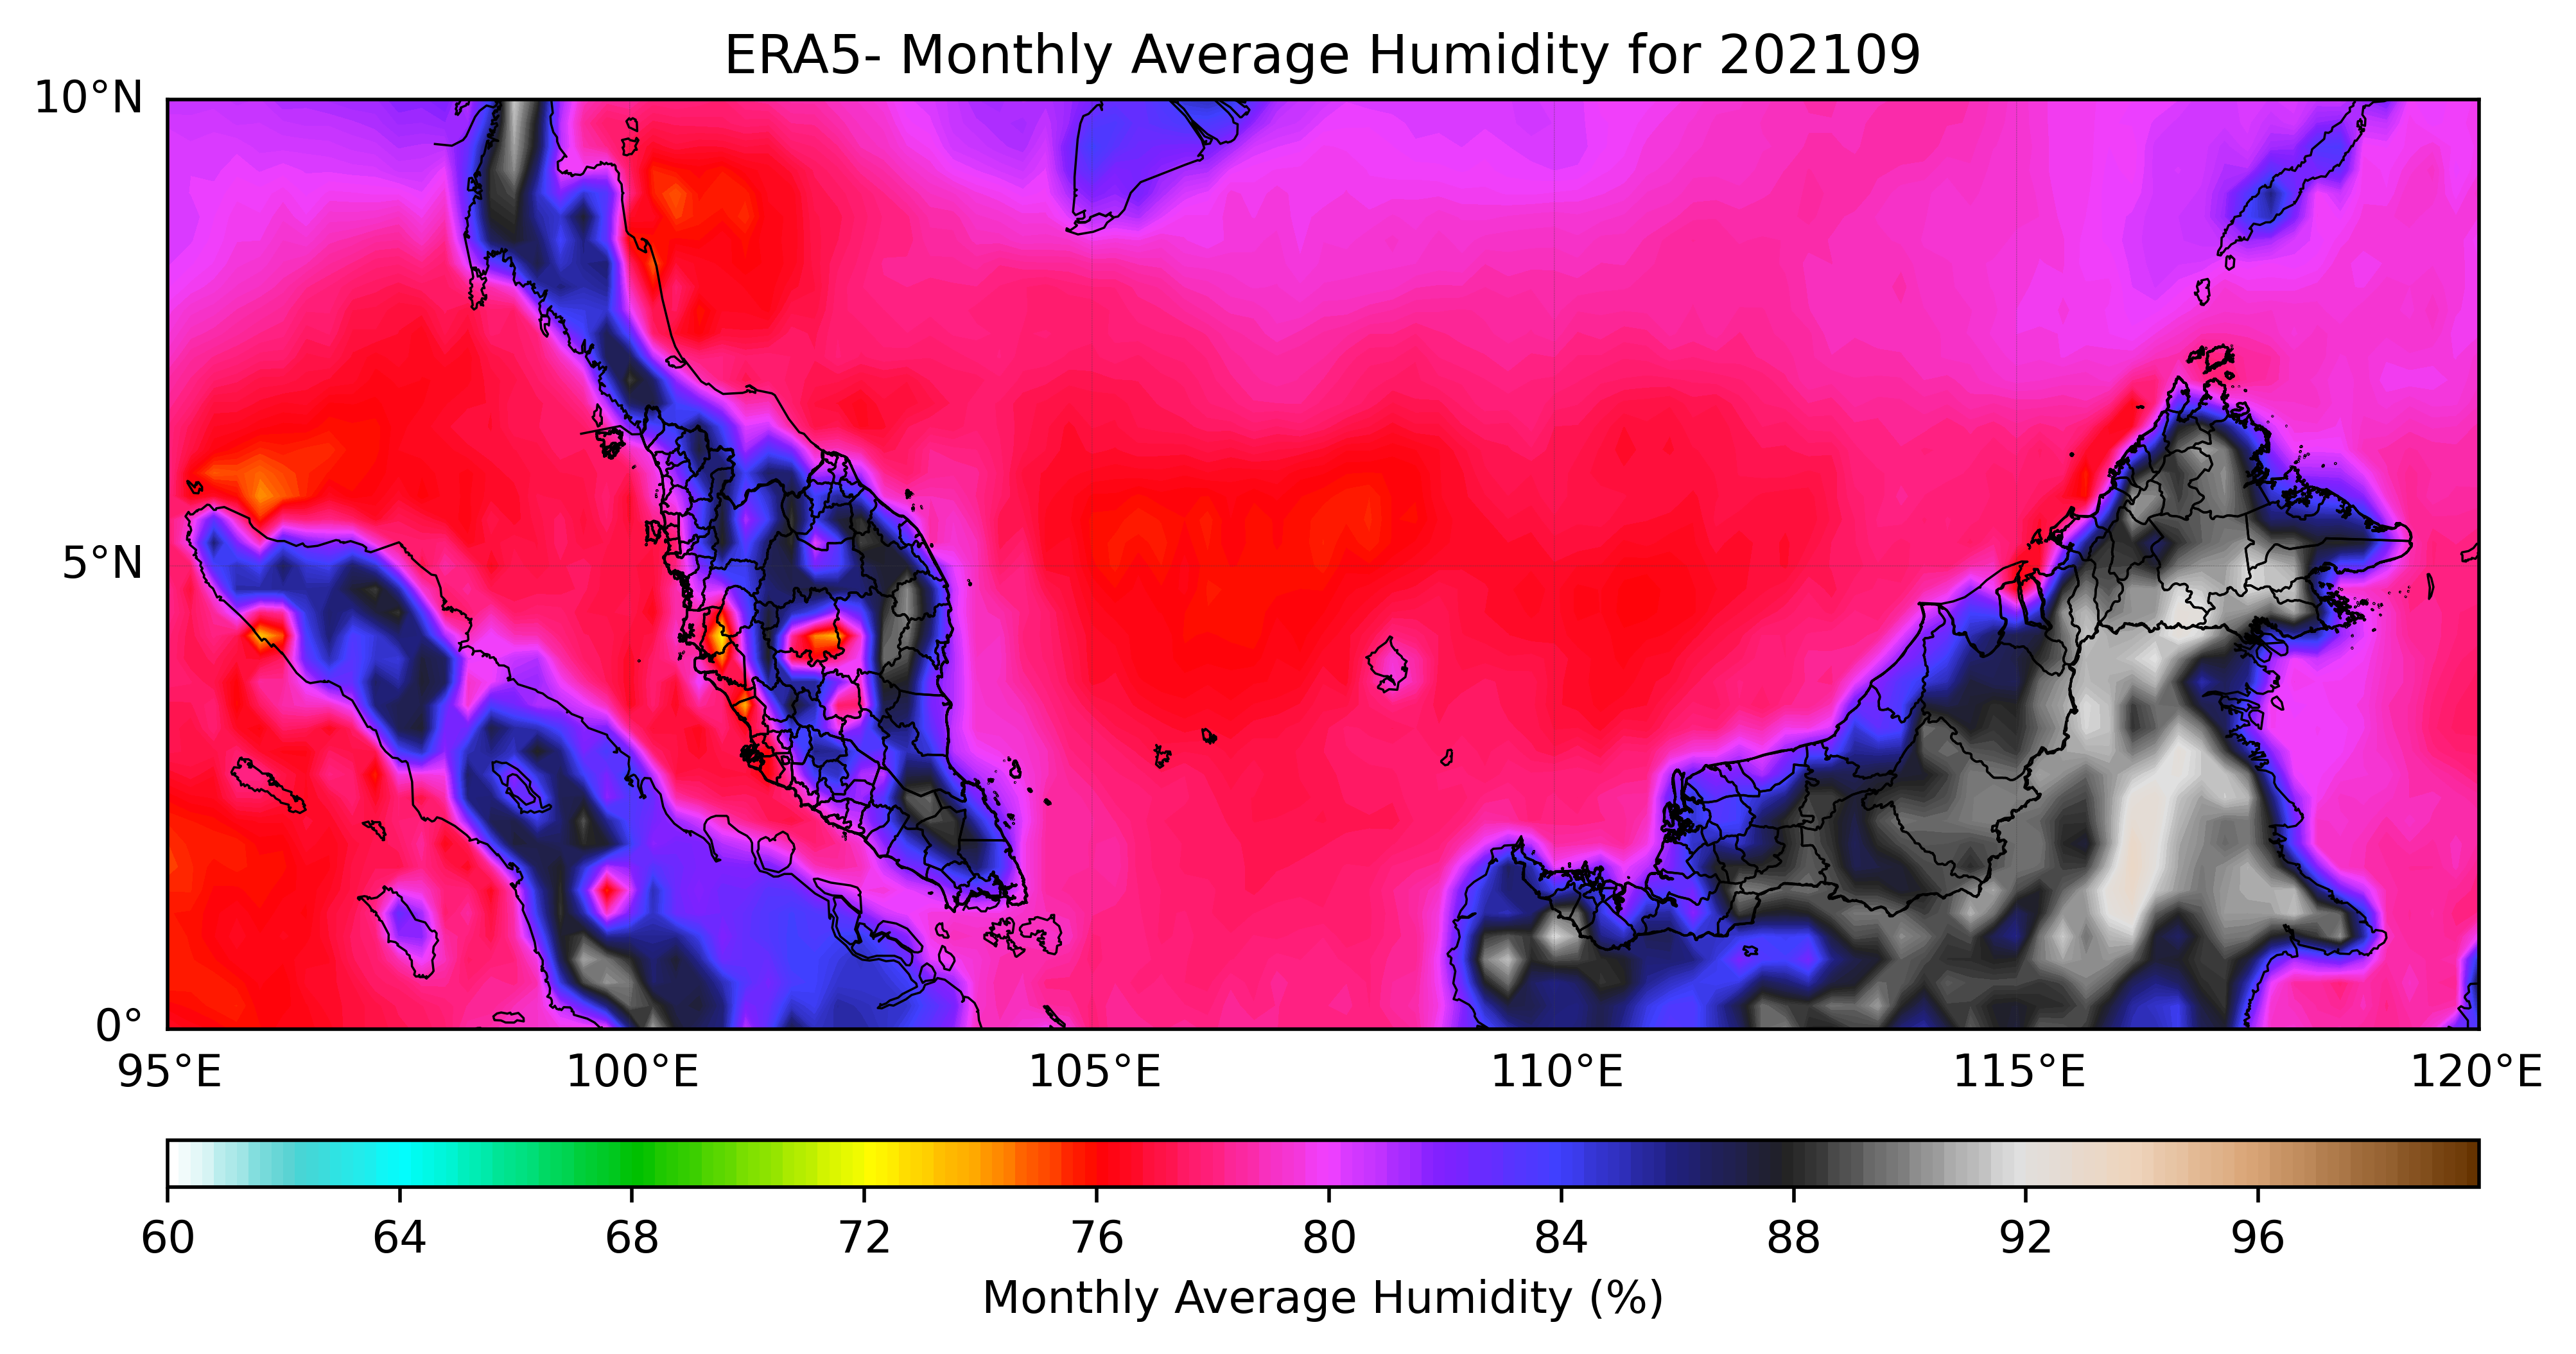 ERA5- Monthly Average Humidity for 202109
10°N
5°N
0°
95°E 100°E 105°E 110°E 115°E 120°E
60 64 68 72 76 80 84 88 92 96
Monthly Average Humidity (%)